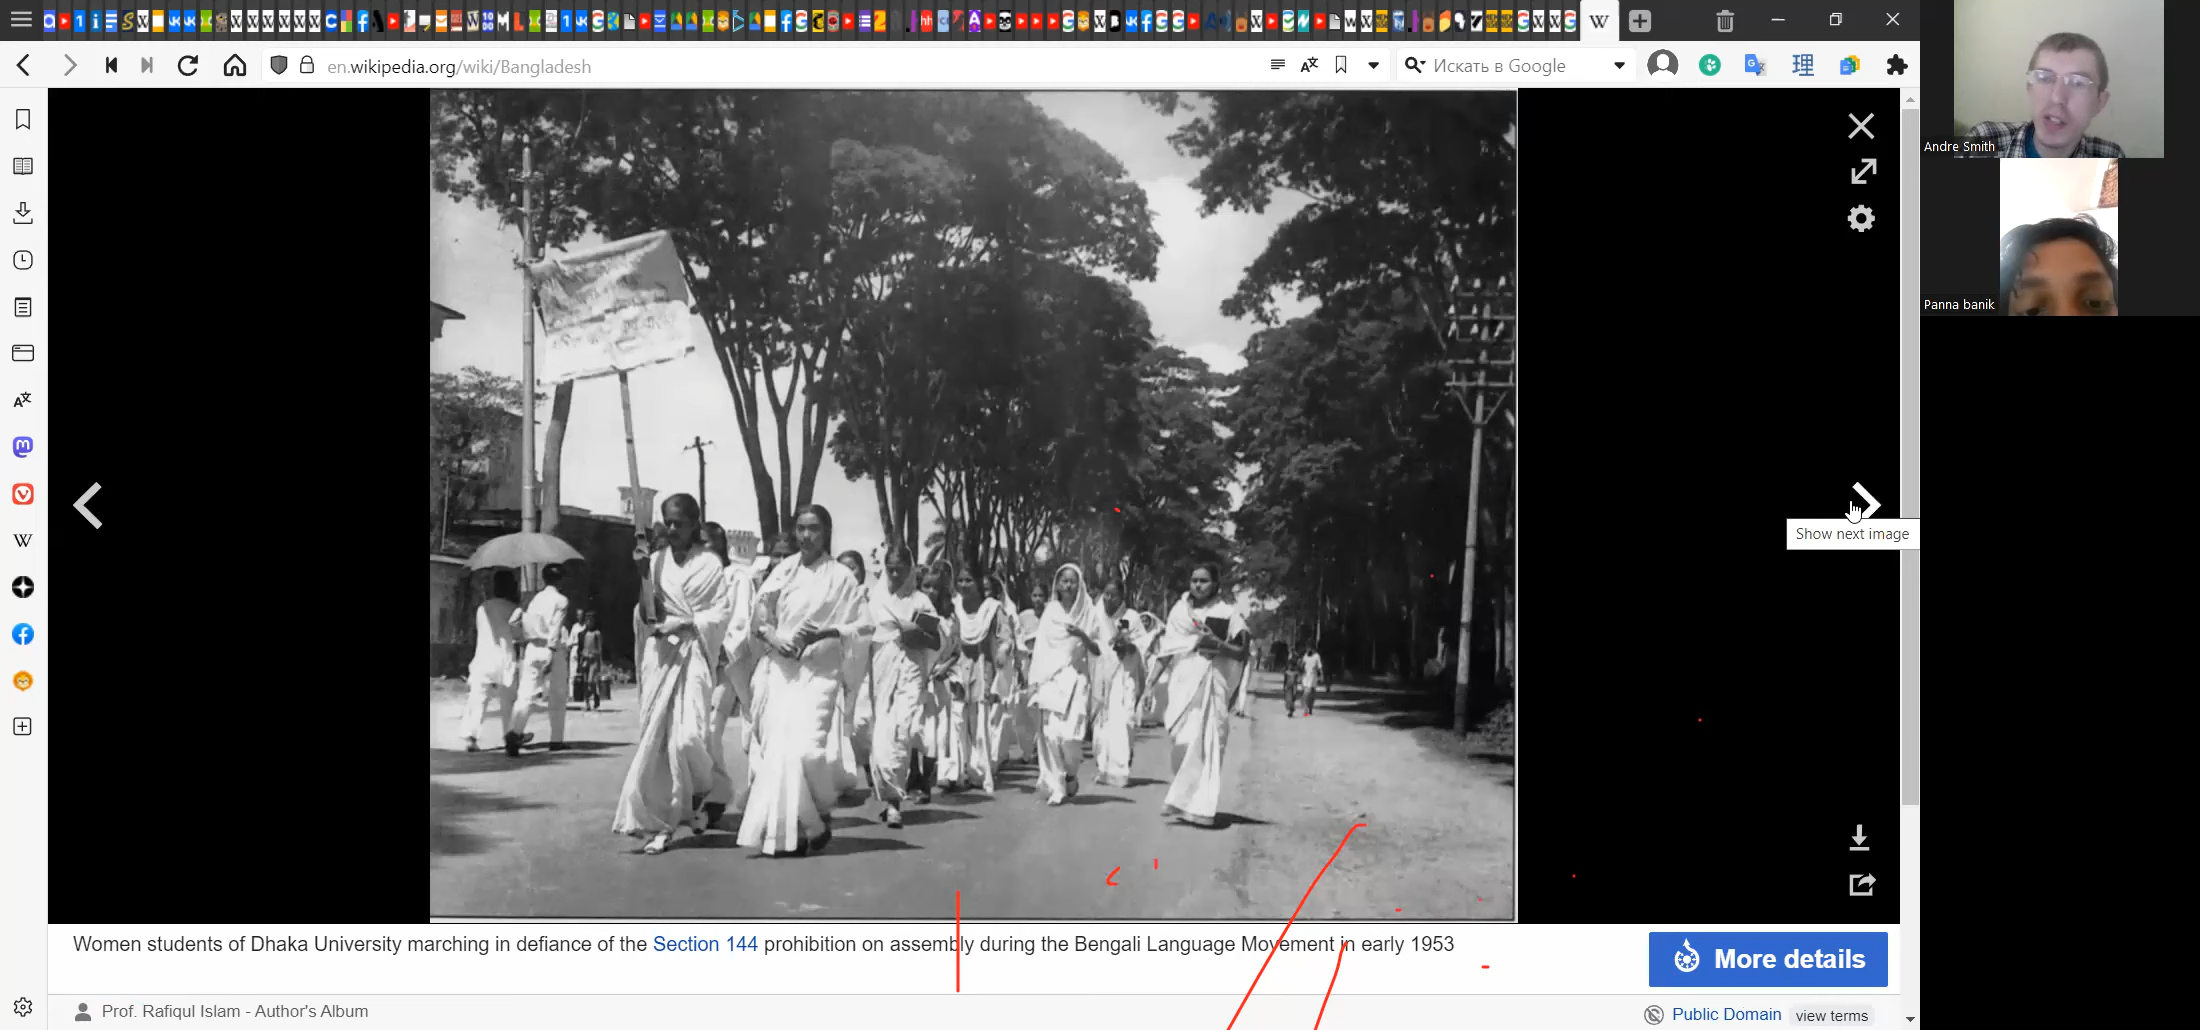 en.wikipedia.org/wiki/Bangladesh
Искать в Google
Andre Smith
Panna banik
Show next image
Women students of Dhaka University marching in defiance of the Section 144 prohibition on assembly during the Bengali Language Movement in early 1953
More details
Prof. Rafiqul Islam - Author's Album
Public Domain
view terms